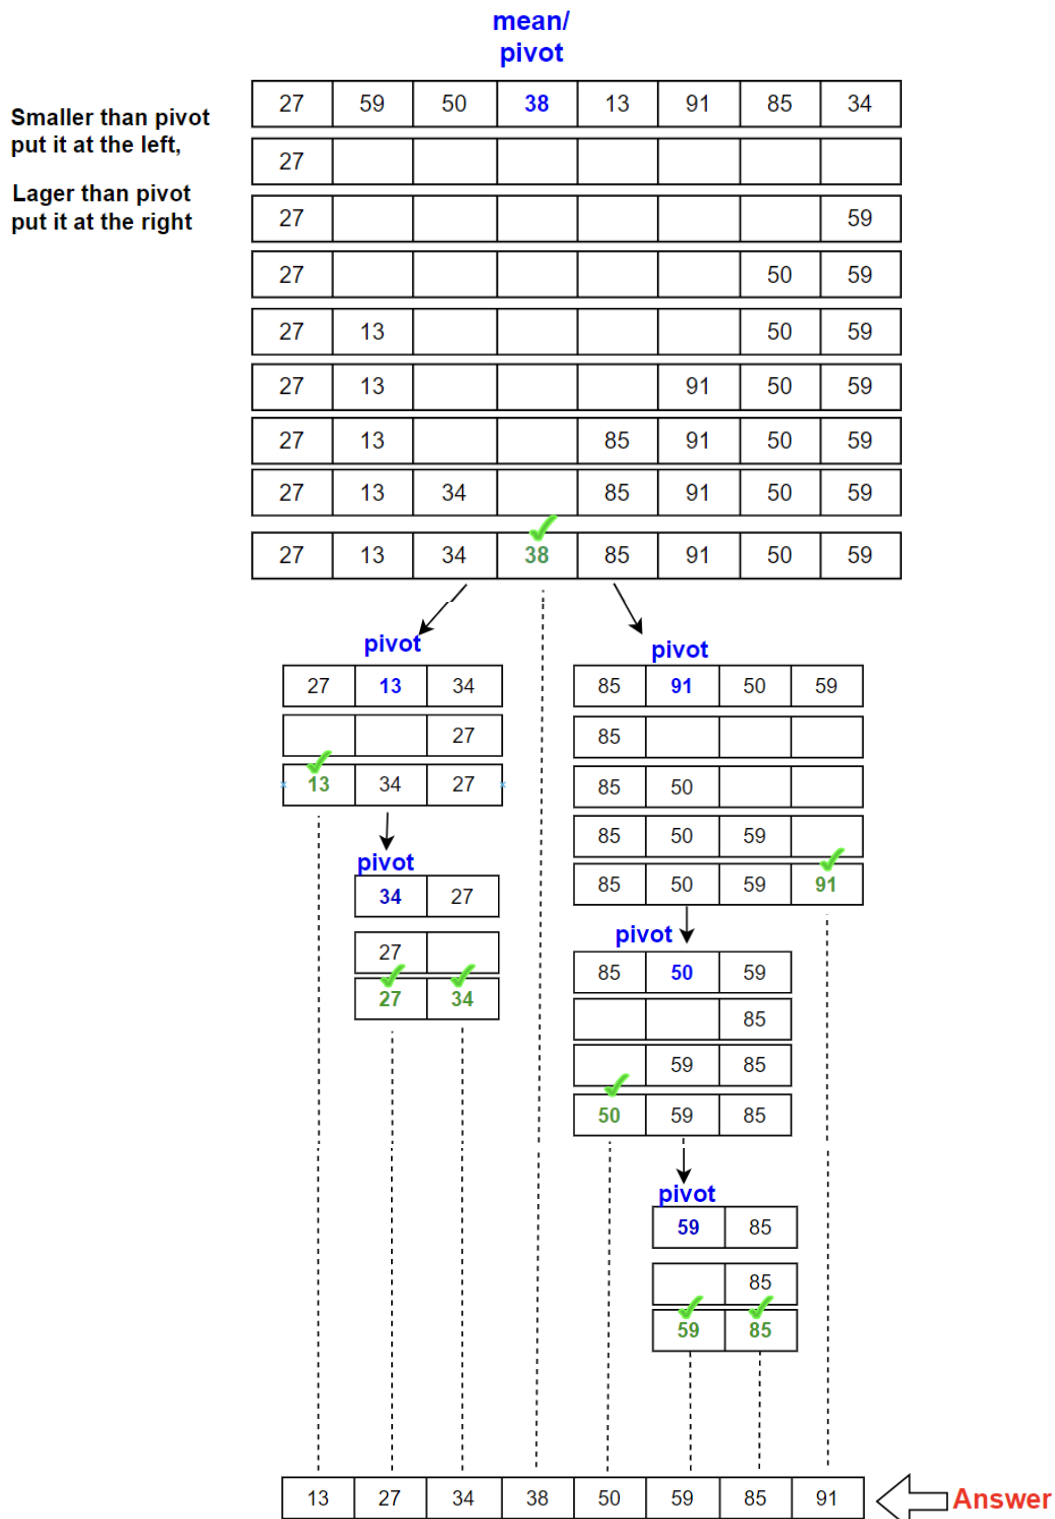 mean/
pivot
27 59 50 38 13 91 85 34
Smaller than pivot
put it at the left,
Lager than pivot
put it at the right
27
27 59
27 50 59
27 13 50 59
27 13 91 50 59
27 13 85 91 50 59
27 13 34 85 91 50 59
27 13 34 38 85 91 50 59
pivot
27 13 34
27
13 34 27
pivot
34 27
27
27 34
pivot
85 91 50 59
85
85 50
85 50 59
85 50 59 91
pivot
85 50 59
85
59 85
50 59 85
pivot
59 85
85
59 85
13 27 34 38 50 59 85 91
Answer